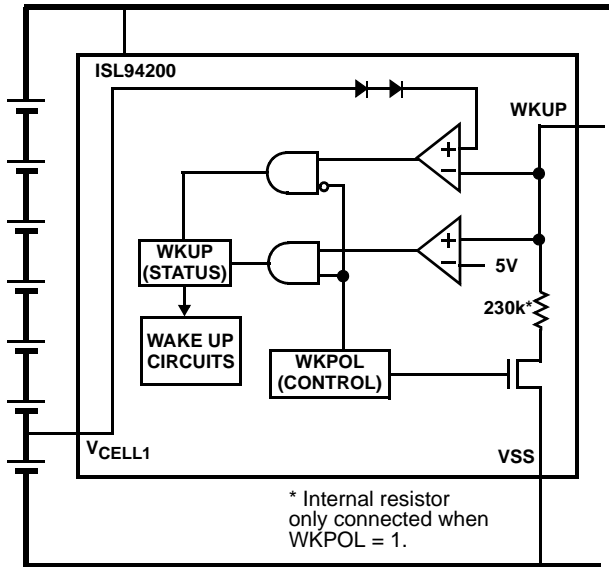 ISL94200
WKUP
+
−
WKUP
(STATUS)
+
−
5V
230k*
WAKE UP
CIRCUITS
WKPOL
(CONTROL)
VCELL1
VSS
* Internal resistor
only connected when
WKPOL = 1.